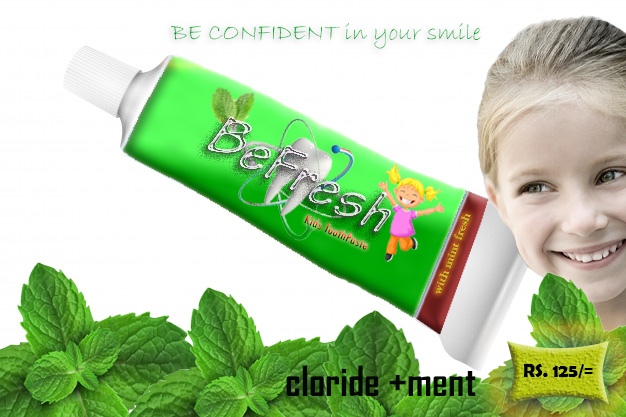 BE CONFIDENT in your smile
BeFresh
Kids ToothPaste
with mint fresh
cloride +ment
RS. 125/=